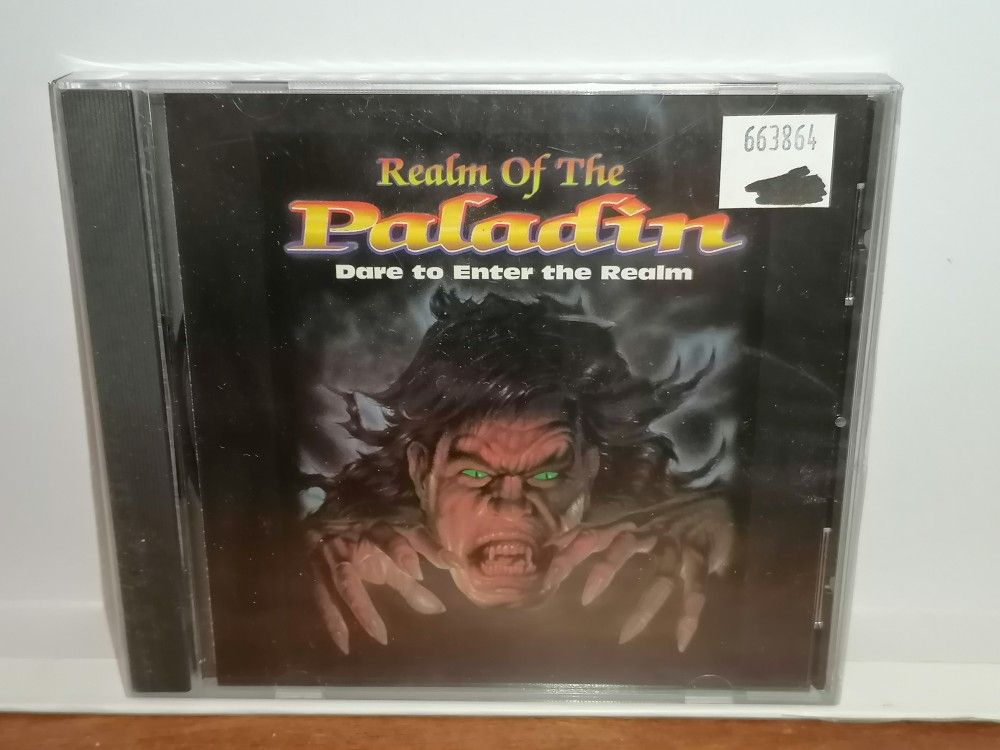 663864
Realm Of The
Paladin
Dare to Enter the Realm